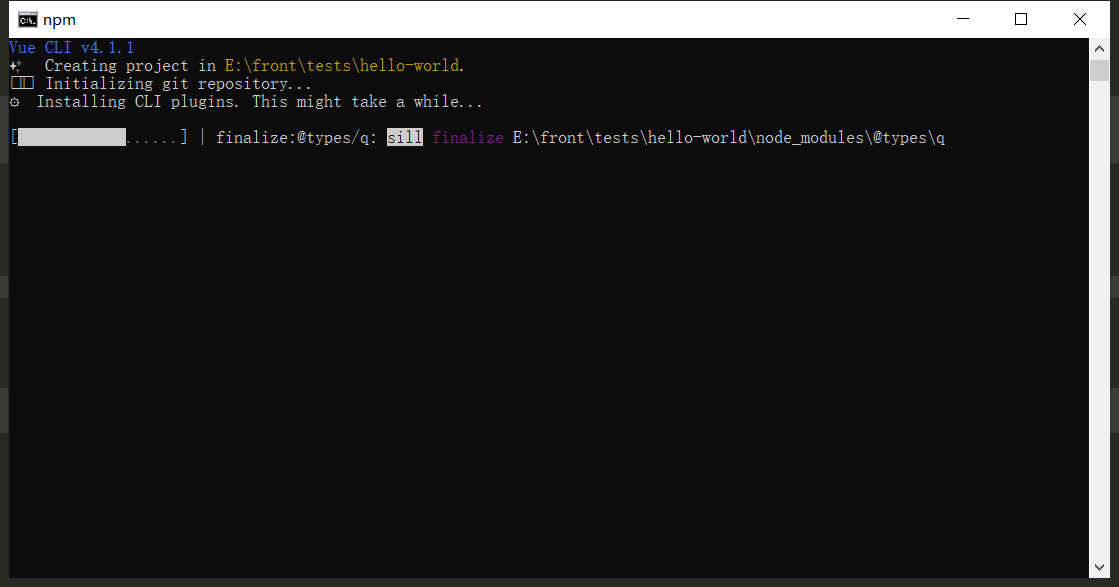 npm
Vue CLI v4.1.1
✨ Creating project in E:\front\tests\hello-world.
Initializing git repository...
⚙ Installing CLI plugins. This might take a while...
[......] | finalize:@types/q: sill finalize E:\front\tests\hello-world\node_modules\@types\q